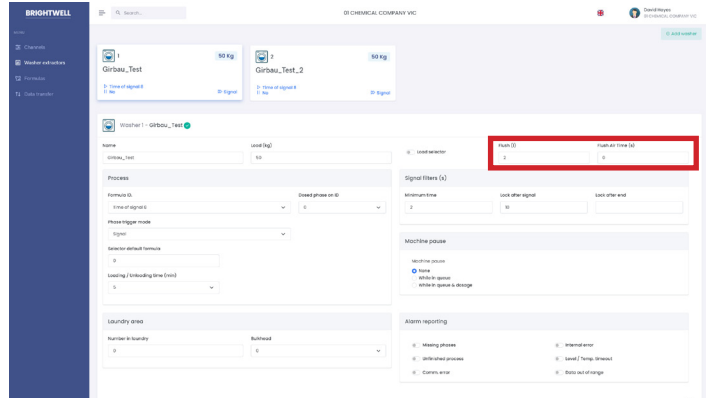 BRIGHTWELL
Search...
01 CHEMICAL COMPANY VIC
David Hayes
01 CHEMICAL COMPANY VIC
MENU
Channels
Washer extractors
Formulas
Data transfer
Add washer
1
50 Kg
Girbau_Test
Time of signal 8
No
Signal
2
50 Kg
Girbau_Test_2
Time of signal 8
No
Signal
Washer 1 - Girbau_Test
Name
Load (kg)
Load selector
Flush (l)
Flush Air Time (s)
Girbau_Test
50
2
0
Process
Signal filters (s)
Formula ID.
Dosed phase on ID
Minimum time
Lock after signal
Lock after end
Time of signal 8
0
2
10
Phase trigger mode
Signal
Machine pause
Selector default formula
0
Machine pause
None
While in queue
While in queue & dosage
Loading / Unloading time (min)
5
Laundry area
Alarm reporting
Number in laundry
Bulkhead
0
0
Missing phases
Internal error
Unfinished process
Level / Temp. timeout
Comm. error
Data out of range